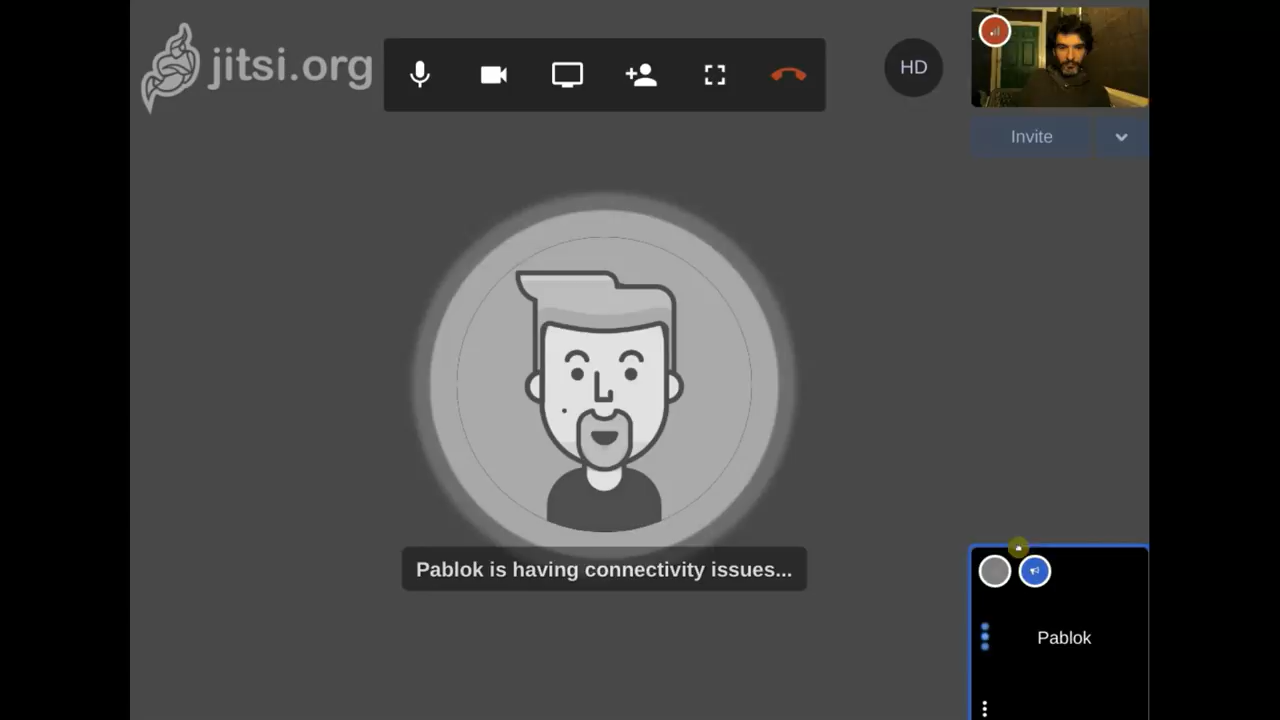 jitsi.org
HD
Invite
Pablok is having connectivity issues...
Pablok